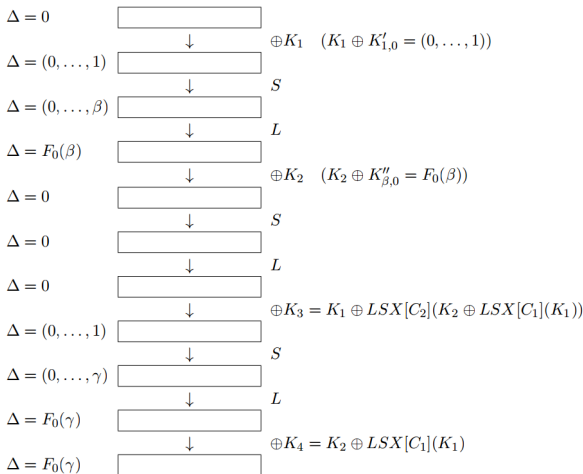 Δ = 0
↓ ⊕K₁ (K₁ ⊕ K′₁,₀ = (0, . . . , 1))
Δ = (0, . . . , 1)
↓ S
Δ = (0, . . . , β)
↓ L
Δ = F₀(β)
↓ ⊕K₂ (K₂ ⊕ K″_{β,0} = F₀(β))
Δ = 0
↓ S
Δ = 0
↓ L
Δ = 0
↓ ⊕K₃ = K₁ ⊕ LSX[C₂](K₂ ⊕ LSX[C₁](K₁))
Δ = (0, . . . , 1)
↓ S
Δ = (0, . . . , γ)
↓ L
Δ = F₀(γ)
↓ ⊕K₄ = K₂ ⊕ LSX[C₁](K₁)
Δ = F₀(γ)